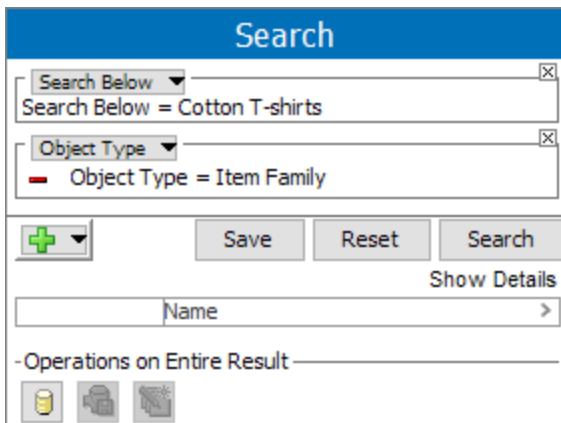 Search
Search Below
Search Below = Cotton T-shirts
Object Type
Object Type = Item Family
Save Reset Search
Show Details
Name
Operations on Entire Result